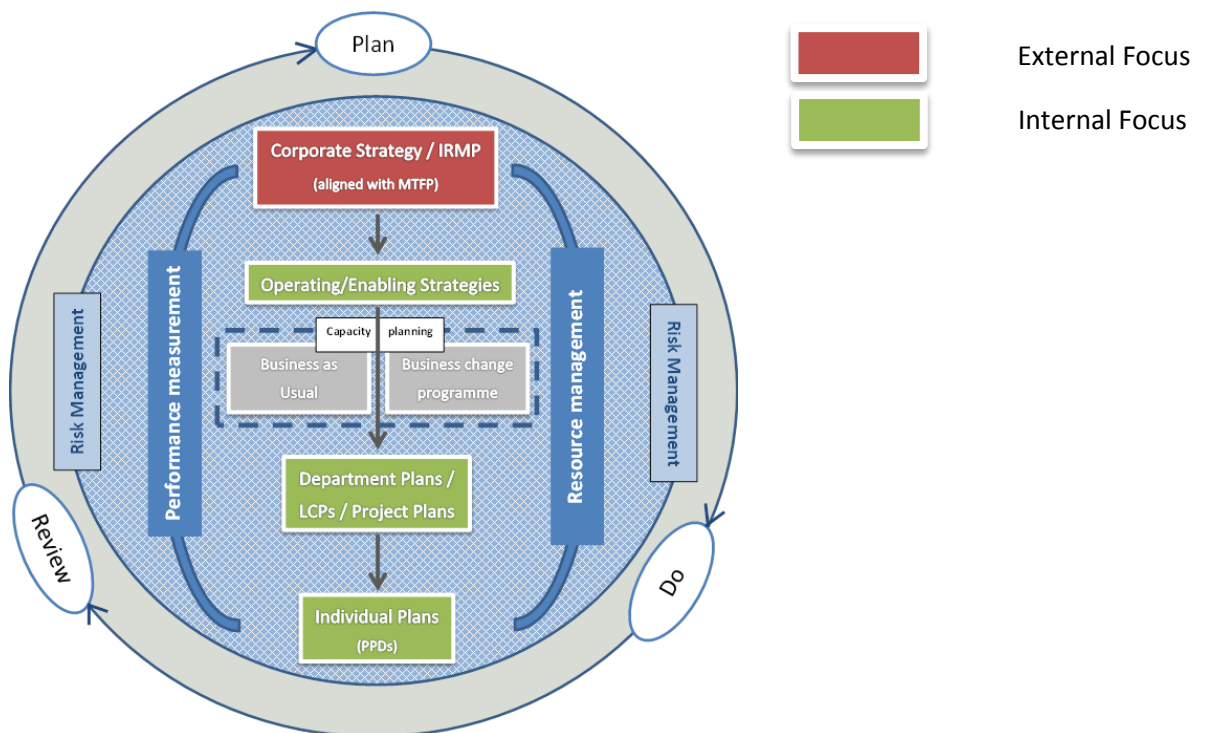 Plan
External Focus
Internal Focus
Corporate Strategy / IRMP
(aligned with MTFP)
Operating/Enabling Strategies
Capacity planning
Business as
Usual
Business change
programme
Department Plans /
LCPs / Project Plans
Individual Plans
(PPDs)
Performance measurement
Resource management
Risk Management
Risk Management
Review
Do